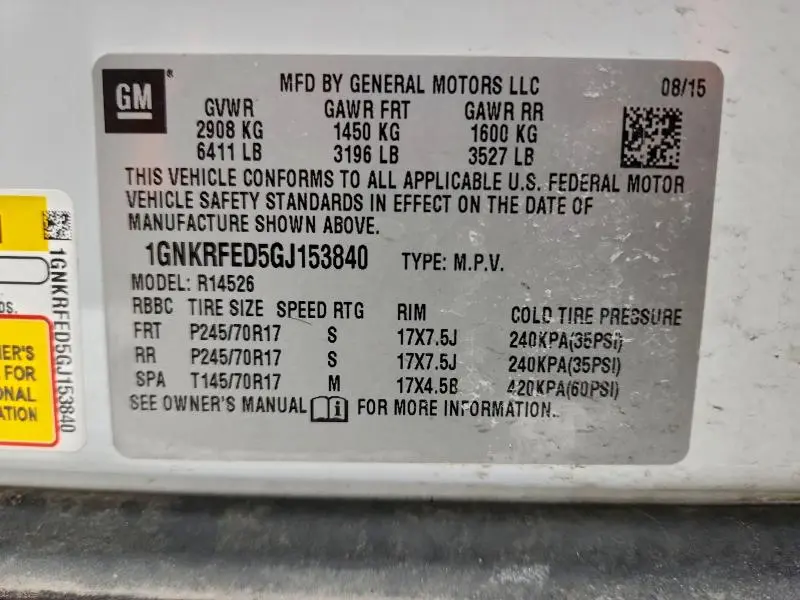 GM
MFD BY GENERAL MOTORS LLC 08/15
GVWR GAWR FRT GAWR RR
2908 KG 1450 KG 1600 KG
6411 LB 3196 LB 3527 LB
THIS VEHICLE CONFORMS TO ALL APPLICABLE U.S. FEDERAL MOTOR
VEHICLE SAFETY STANDARDS IN EFFECT ON THE DATE OF
MANUFACTURE SHOWN ABOVE.
1GNKRFED5GJ153840 TYPE: M.P.V.
MODEL: R14526
RBBC TIRE SIZE SPEED RTG RIM COLD TIRE PRESSURE
FRT P245/70R17 S 17X7.5J 240KPA(35PSI)
RR P245/70R17 S 17X7.5J 240KPA(35PSI)
SPA T145/70R17 M 17X4.5B 420KPA(60PSI)
SEE OWNER'S MANUAL i FOR MORE INFORMATION.
1GNKRFED5GJ153840
NER'S
FOR
ONAL
ATION